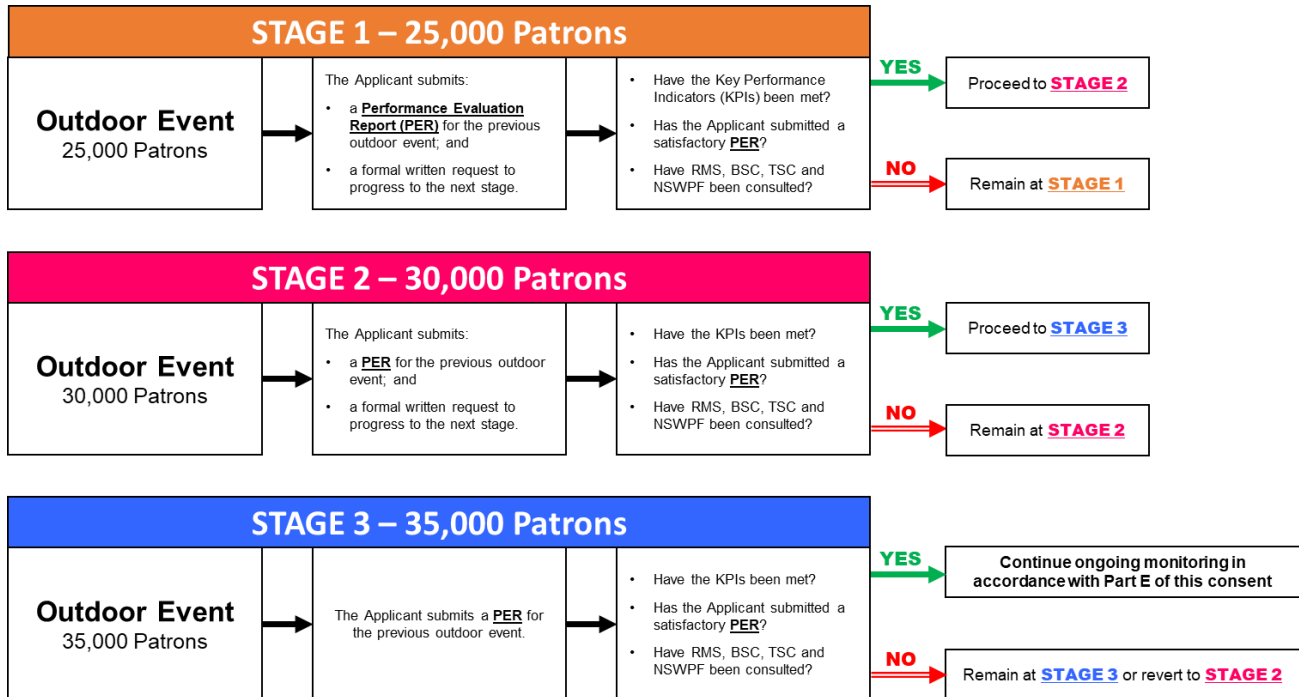 STAGE 1 – 25,000 Patrons
Outdoor Event
25,000 Patrons
The Applicant submits:
• a Performance Evaluation
Report (PER) for the previous
outdoor event; and
• a formal written request to
progress to the next stage.
• Have the Key Performance
Indicators (KPIs) been met?
• Has the Applicant submitted a
satisfactory PER?
• Have RMS, BSC, TSC and
NSWPF been consulted?
YES
Proceed to STAGE 2
NO
Remain at STAGE 1
STAGE 2 – 30,000 Patrons
Outdoor Event
30,000 Patrons
The Applicant submits:
• a PER for the previous outdoor
event; and
• a formal written request to
progress to the next stage.
• Have the KPIs been met?
• Has the Applicant submitted a
satisfactory PER?
• Have RMS, BSC, TSC and
NSWPF been consulted?
YES
Proceed to STAGE 3
NO
Remain at STAGE 2
STAGE 3 – 35,000 Patrons
Outdoor Event
35,000 Patrons
The Applicant submits a PER for
the previous outdoor event.
• Have the KPIs been met?
• Has the Applicant submitted a
satisfactory PER?
• Have RMS, BSC, TSC and
NSWPF been consulted?
YES
Continue ongoing monitoring in
accordance with Part E of this consent
NO
Remain at STAGE 3 or revert to STAGE 2